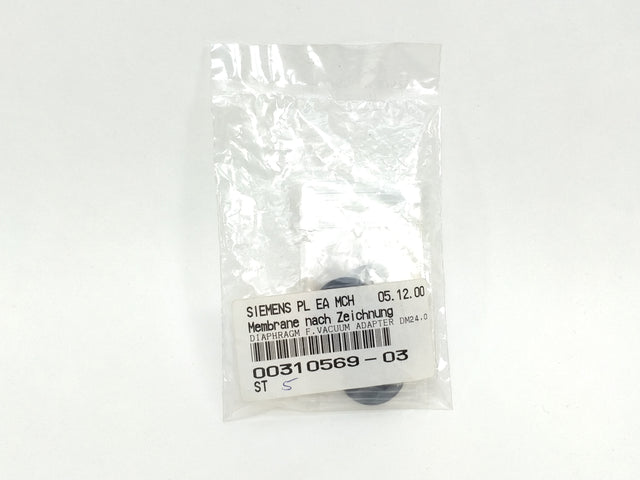 SIEMENS PL EA MCH 05.12.00
Membrane nach Zeichnung
DIAPHRAGM F.VACUUM ADAPTER DM24.0
00310569-03
ST 5